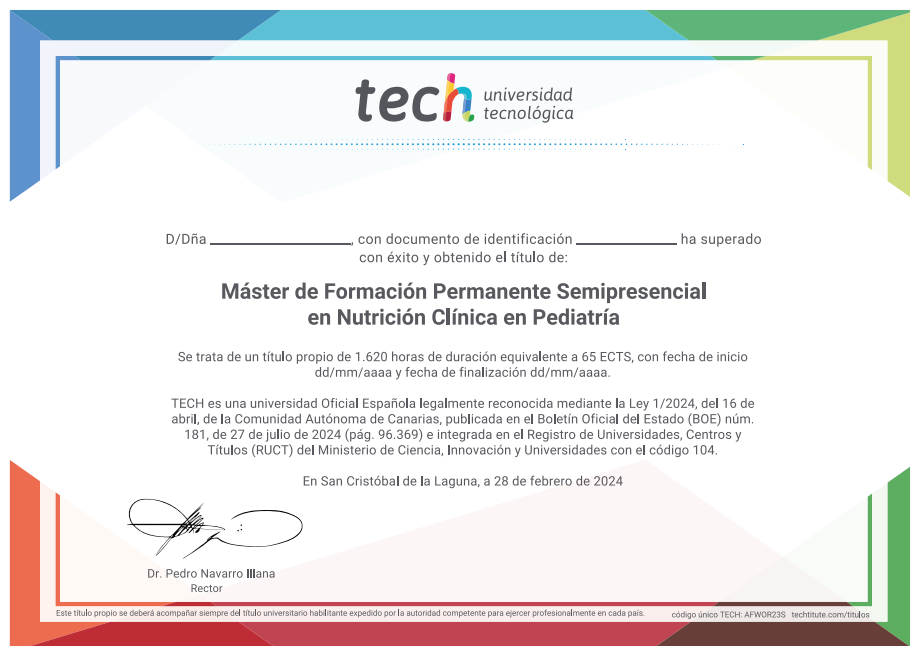 tech universidad
tecnológica
D/Dña ____________________, con documento de identificación ______________ ha superado
con éxito y obtenido el título de:
Máster de Formación Permanente Semipresencial
en Nutrición Clínica en Pediatría
Se trata de un título propio de 1.620 horas de duración equivalente a 65 ECTS, con fecha de inicio
dd/mm/aaaa y fecha de finalización dd/mm/aaaa.
TECH es una universidad Oficial Española legalmente reconocida mediante la Ley 1/2024, del 16 de
abril, de la Comunidad Autónoma de Canarias, publicada en el Boletín Oficial del Estado (BOE) núm.
181, de 27 de julio de 2024 (pág. 96.369) e integrada en el Registro de Universidades, Centros y
Títulos (RUCT) del Ministerio de Ciencia, Innovación y Universidades con el código 104.
En San Cristóbal de la Laguna, a 28 de febrero de 2024
Dr. Pedro Navarro Illana
Rector
Este título propio se deberá acompañar siempre del título universitario habilitante expedido por la autoridad competente para ejercer profesionalmente en cada país. código único TECH: AFWOR23S techtitute.com/titulos